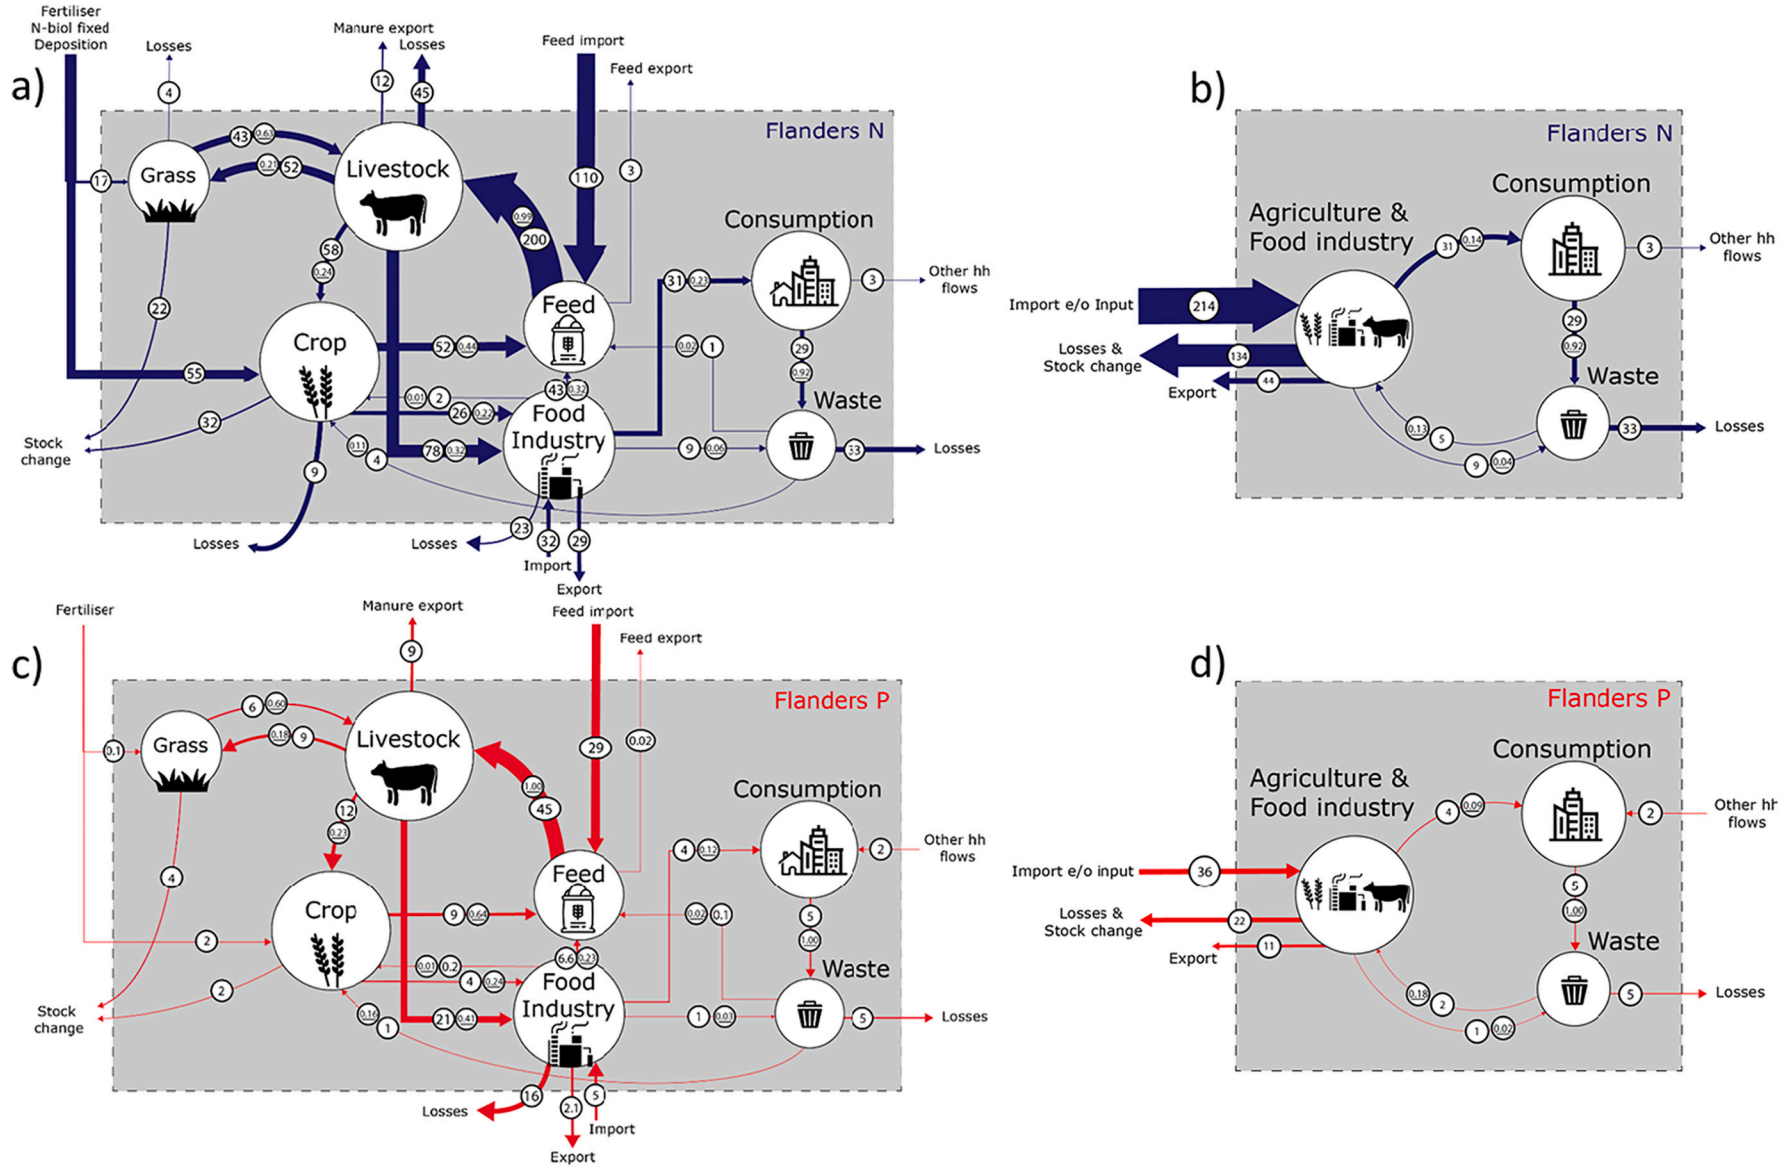 a)
Fertiliser
N-biol fixed
Deposition
Losses
Manure export
Losses
Feed import
Feed export
Flanders N
4
12
45
110
3
17
43 0.63
0.21 52
Grass
Livestock
0.99
200
58
0.24
22
Consumption
31 0.23
3
Other hh
flows
Feed
Crop
52 0.44
0.02 1
29
0.92
55
43 0.32
0.01 2
Waste
26 0.22
Food
Industry
32
Stock
change
0.11
4
78 0.32
9 0.06
33
Losses
9
23
32
29
Losses
Losses
Import
Export
b)
Flanders N
Consumption
Agriculture &
Food industry
31 0.14
3
Other hh
flows
Import e/o Input
214
29
0.92
Losses &
Stock change
134
Export
44
Waste
0.13 5
33
Losses
9 0.04
c)
Fertiliser
Manure export
Feed import
Feed export
Flanders P
9
29
0.02
0.1
6 0.60
0.18 9
Grass
Livestock
1.00
45
12
0.23
4
Consumption
4 0.12
2
Other hh
flows
Feed
Crop
9 0.64
0.02 0.1
5
1.00
2
6.6 0.23
0.01 0.2
Waste
4 0.24
Food
Industry
2
Stock
change
0.16
1
21 0.41
1 0.03
5
Losses
16
2.1
5
Losses
Import
Export
d)
Flanders P
Consumption
Agriculture &
Food industry
4 0.09
2
Other hh
flows
Import e/o input
36
5
1.00
Losses &
Stock change
22
Export
11
Waste
0.18 2
5
Losses
1 0.02